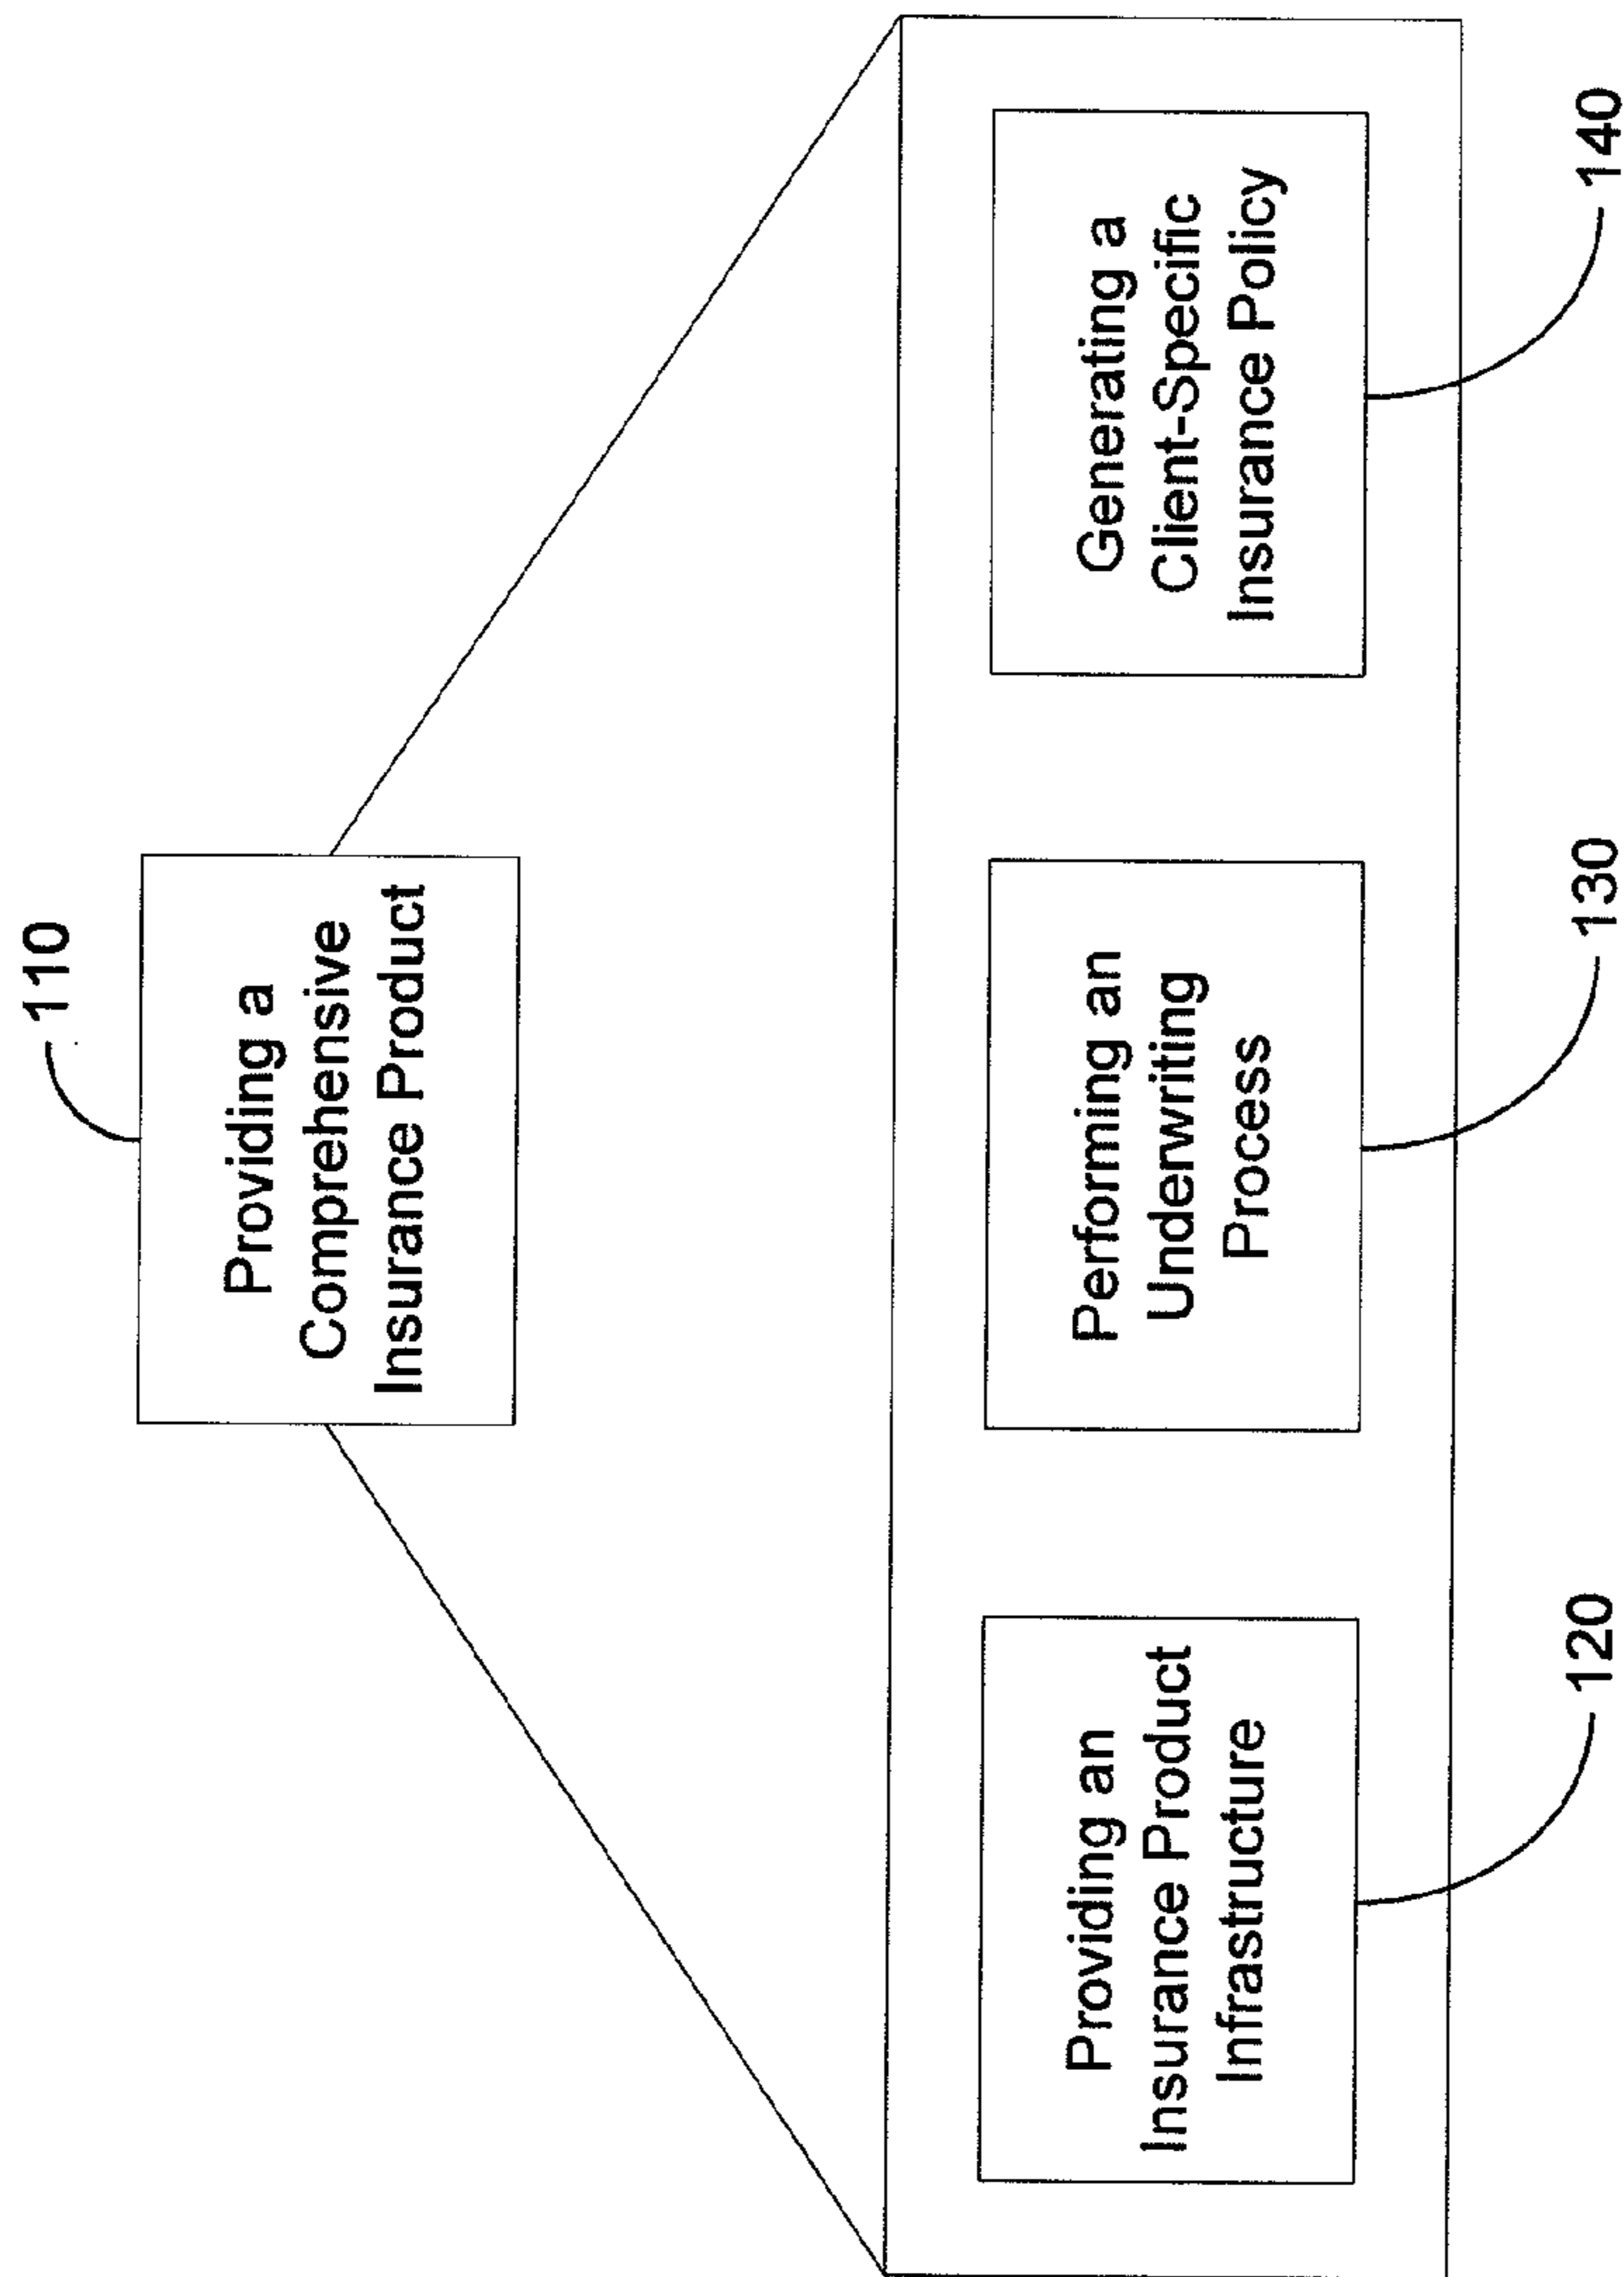 110
Providing a
Comprehensive
Insurance Product
Providing an
Insurance Product
Infrastructure
120
Performing an
Underwriting
Process
130
Generating a
Client-Specific
Insurance Policy
140